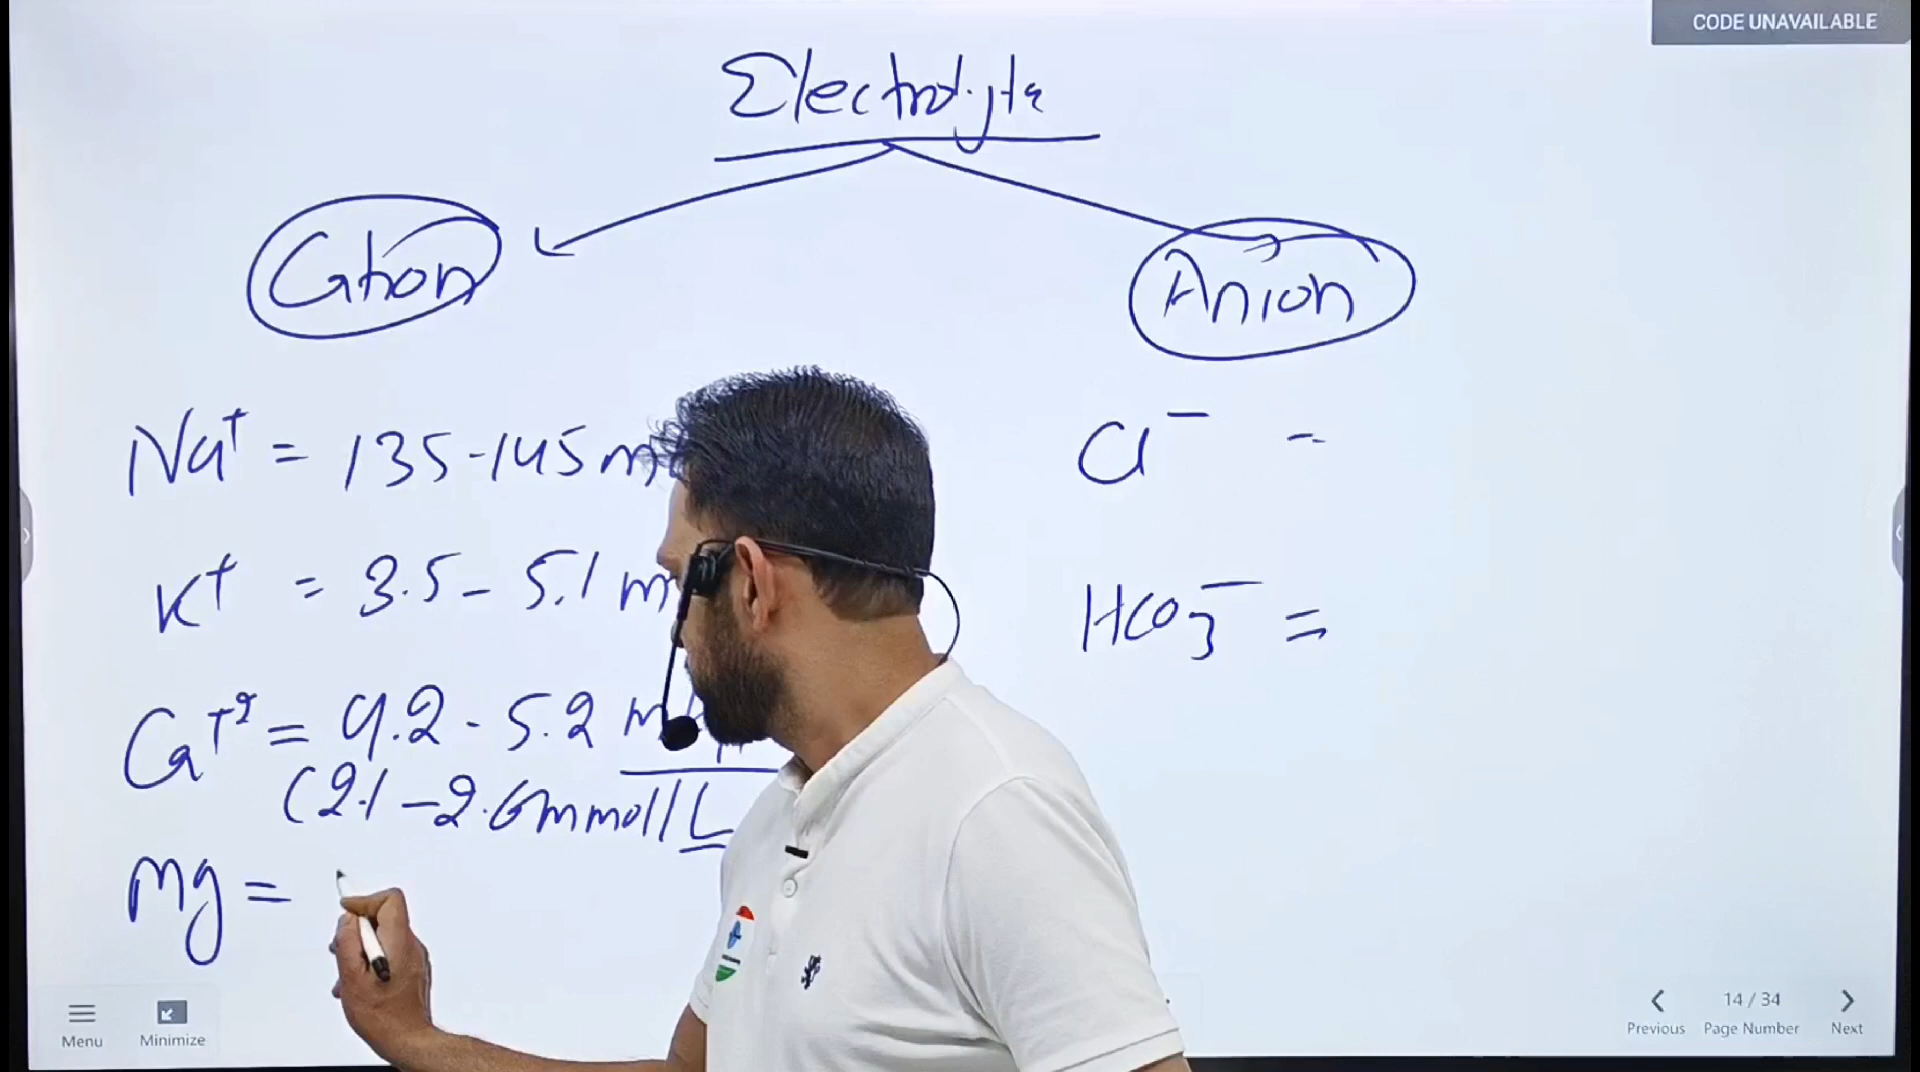 CODE UNAVAILABLE
Electrolyte
Cation
Anion
Na⁺ = 135-145 m
Cl⁻ =
K⁺ = 3.5 - 5.1 m
HCO₃⁻ =
Ca⁺² = 4.2 - 5.2
(2.1 - 2.6 mmol/L
Mg =
14 / 34
Menu
Minimize
Previous
Page Number
Next